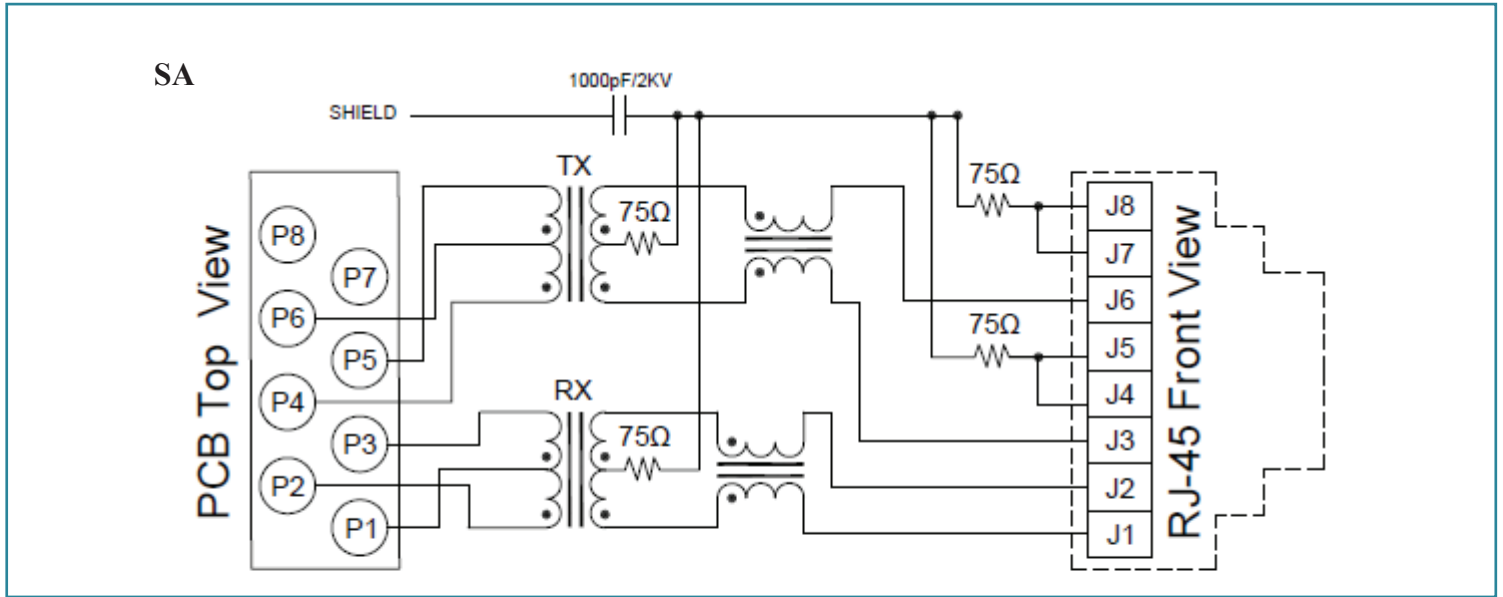 SA
1000pF/2KV
SHIELD
TX
75Ω
75Ω
PCB Top View
P8
P7
P6
P5
P4
P3
P2
P1
RX
75Ω
75Ω
J8
J7
J6
J5
J4
J3
J2
J1
RJ-45 Front View